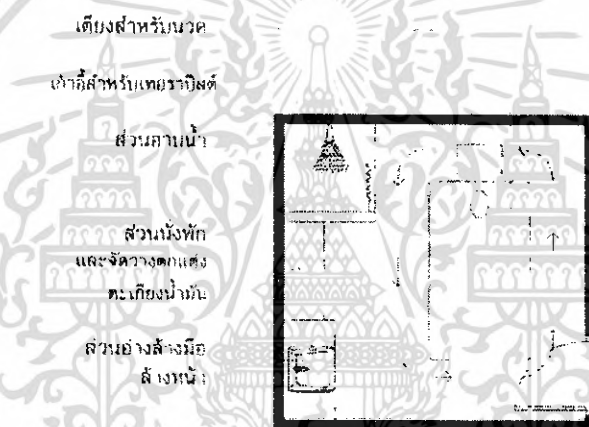 เตียงสำหรับนวด
เก้าอี้สำหรับเทอราปิสต์
ส่วนอาบน้ำ
ส่วนนั่งพัก
และจัดวางตกแต่ง
ตะเกียงน้ำมัน
ส่วนอ่างล้างมือ
ล้างหน้า